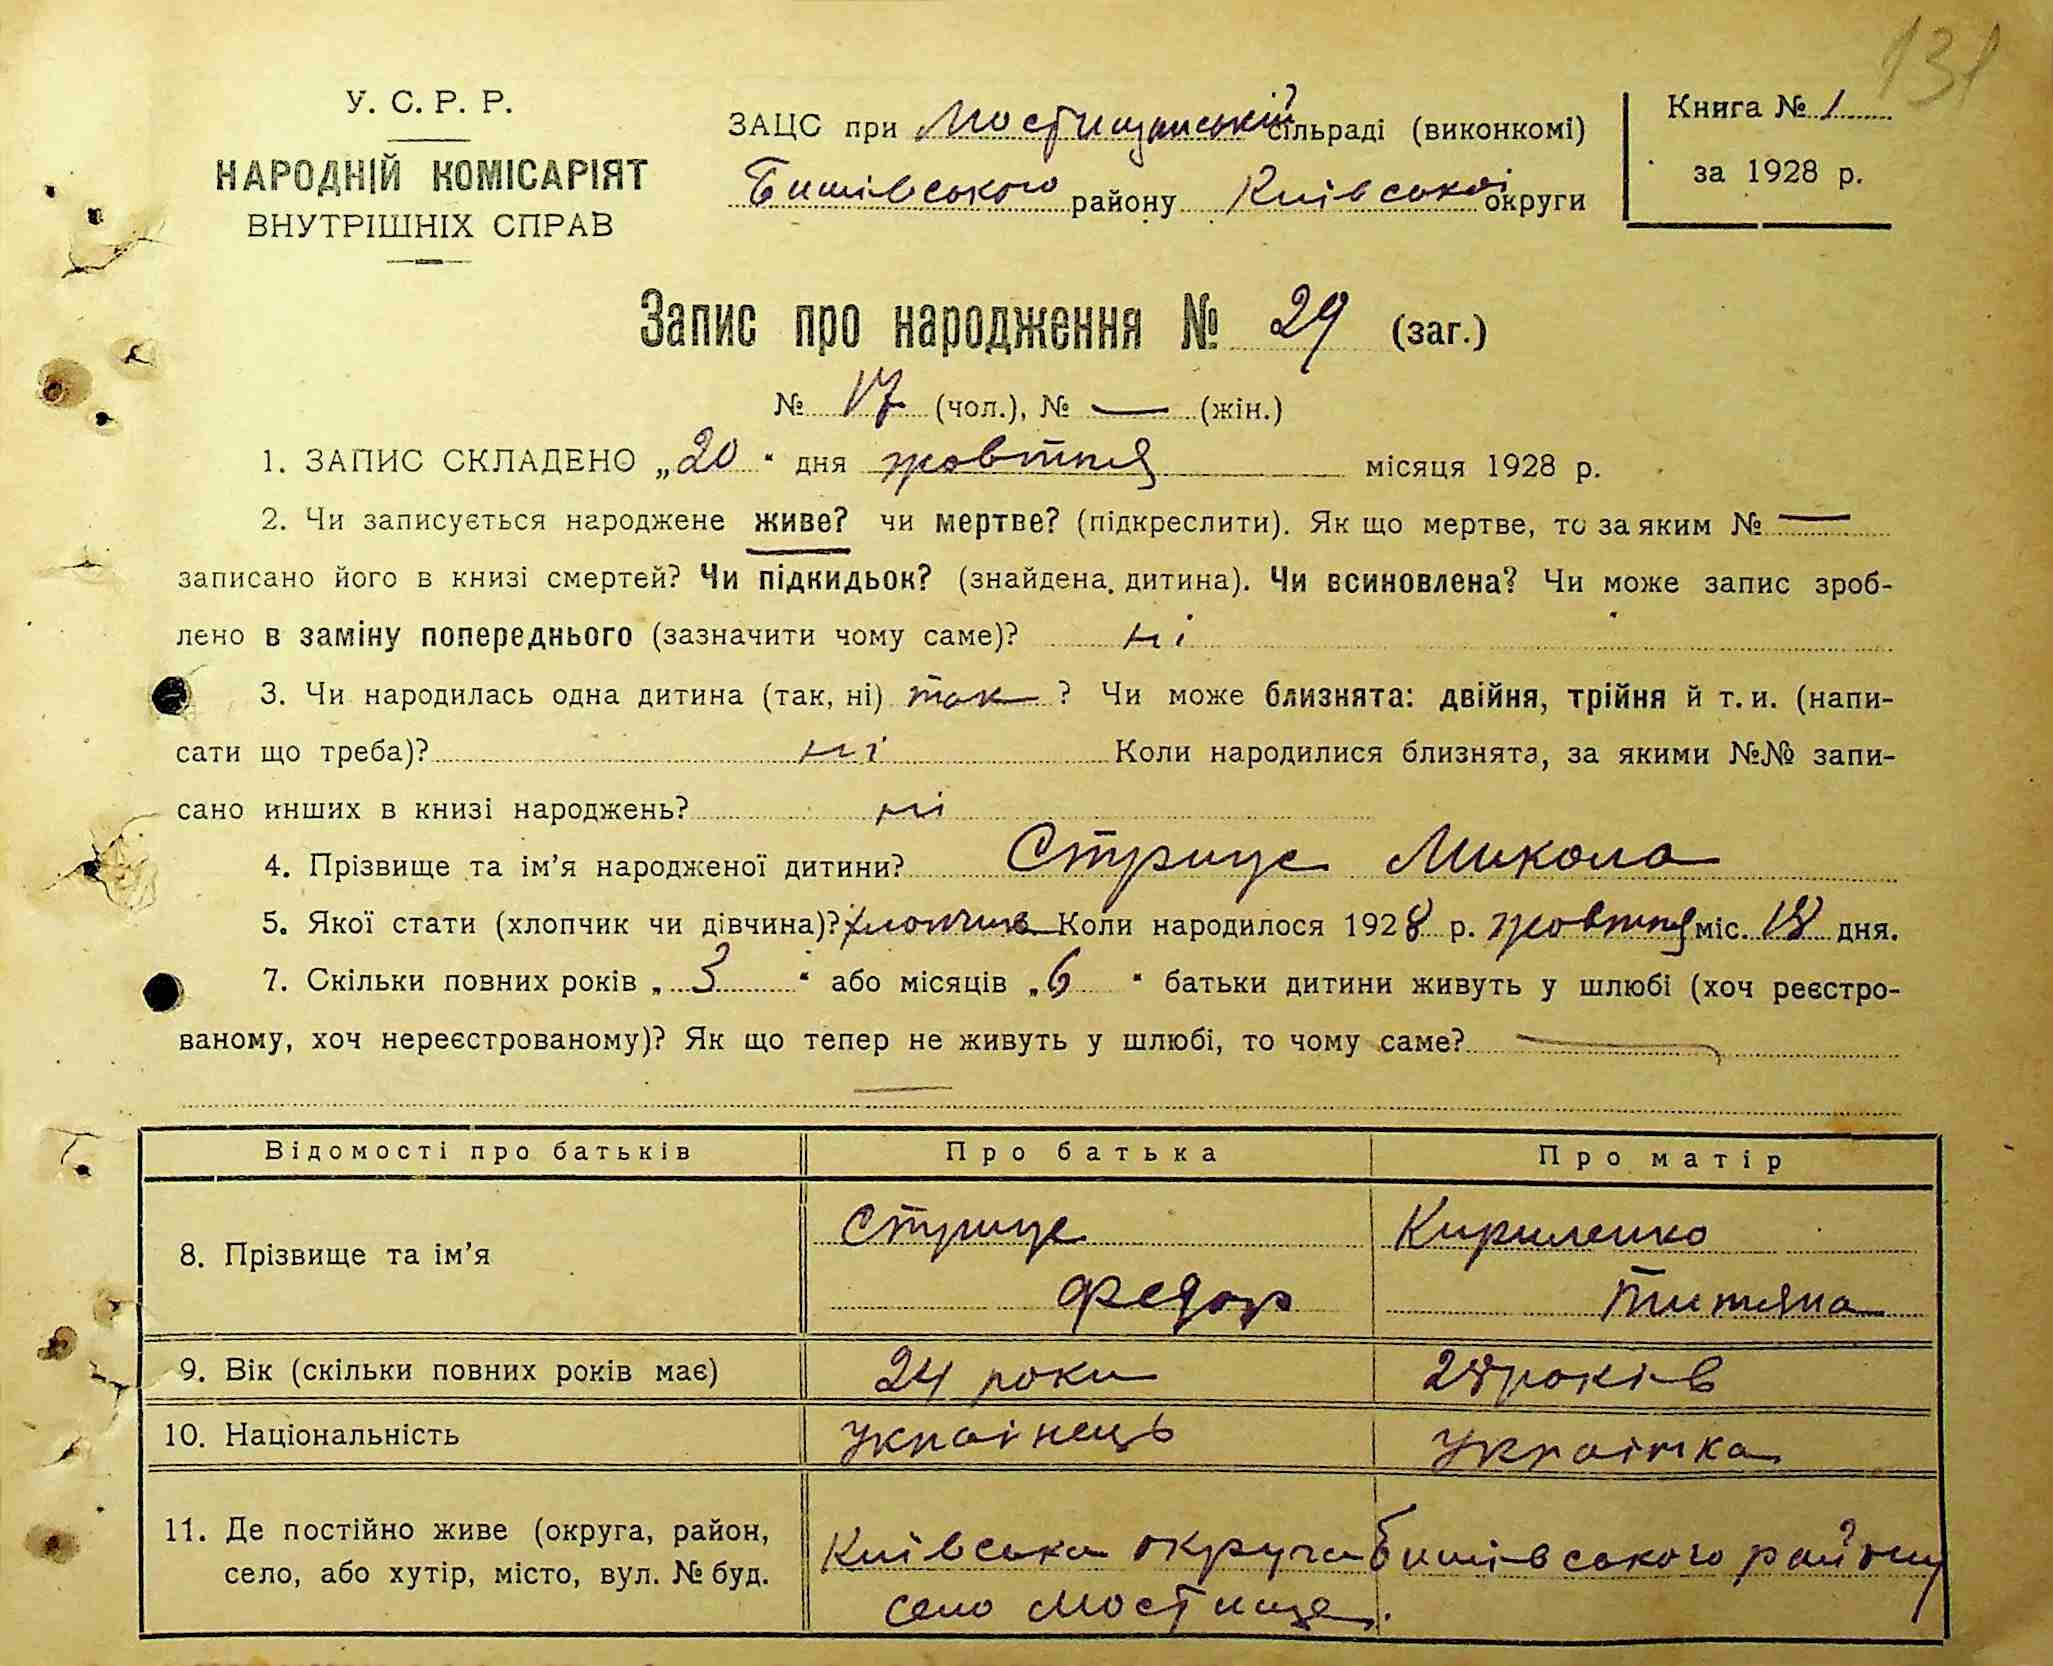 131
У. С. Р. Р.
НАРОДНІЙ КОМІСАРІЯТ
ВНУТРІШНІХ СПРАВ
ЗАЦС при Мостищанській сільраді (виконкомі)
Бишівського району Київської округи
Книга № 1
за 1928 р.
Запис про народження № 29 (заг.)
№ 17 (чол.), № — (жін.)
1. ЗАПИС СКЛАДЕНО „20“ дня жовтня місяця 1928 р.
2. Чи записується народжене живе? чи мертве? (підкреслити). Як що мертве, то за яким № —
записано його в книзі смертей? Чи підкидьок? (знайдена дитина). Чи всиновлена? Чи може запис зроб-
лено в заміну попереднього (зазначити чому саме)? ні
3. Чи народилась одна дитина (так, ні) так ? Чи може близнята: двійня, трійня й т. и. (напи-
сати що треба)? ні Коли народилися близнята, за якими №№ запи-
сано инших в книзі народжень? ні
4. Прізвище та ім’я народженої дитини? Стрице Микола
5. Якої стати (хлопчик чи дівчина)? хлопчик Коли народилося 1928 р. жовтня міс. 18 дня.
7. Скільки повних років „3“ або місяців „6“ батьки дитини живуть у шлюбі (хоч реєстро-
ваному, хоч нереєстрованому)? Як що тепер не живуть у шлюбі, то чому саме? —
—
Відомості про батьків Про батька Про матір
8. Прізвище та ім’я Стрице Кириленко
Федор Титяна
9. Вік (скільки повних років має) 24 роки 28 років
10. Національність українець українка
11. Де постійно живе (округа, район, Київська округа Бишівського району
село, або хутір, місто, вул. № буд. село Мостище.